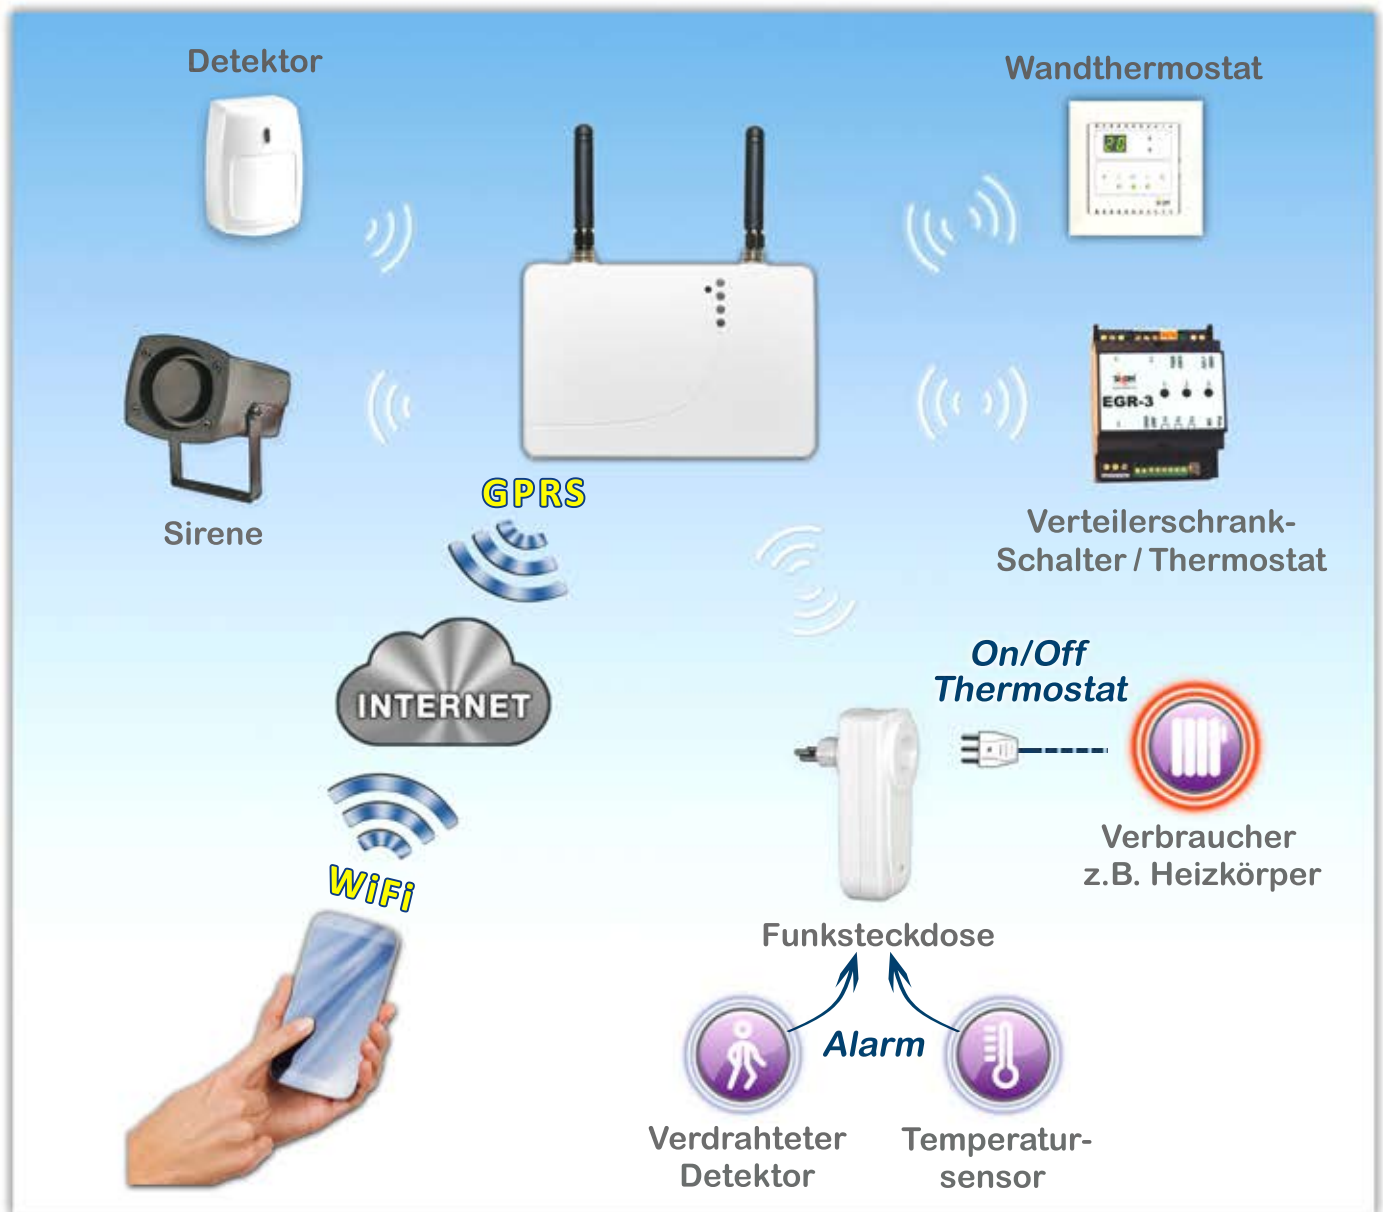 Detektor
Wandthermostat
20
EGR-3
Sirene
GPRS
Verteilerschrank-
Schalter / Thermostat
INTERNET
On/Off
Thermostat
WiFi
Verbraucher
z.B. Heizkörper
Funksteckdose
Alarm
Verdrahteter
Detektor
Temperatur-
sensor